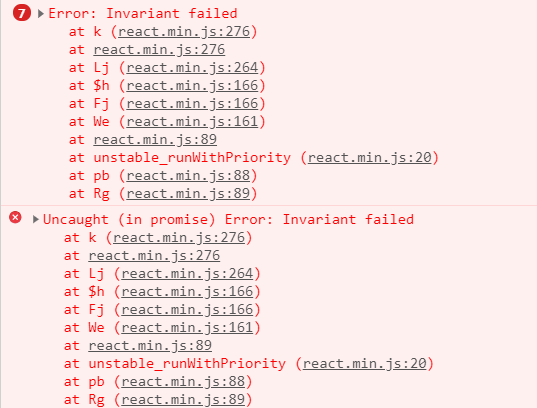 7 Error: Invariant failed
at k (react.min.js:276)
at react.min.js:276
at Lj (react.min.js:264)
at $h (react.min.js:166)
at Fj (react.min.js:166)
at We (react.min.js:161)
at react.min.js:89
at unstable_runWithPriority (react.min.js:20)
at pb (react.min.js:88)
at Rg (react.min.js:89)
Uncaught (in promise) Error: Invariant failed
at k (react.min.js:276)
at react.min.js:276
at Lj (react.min.js:264)
at $h (react.min.js:166)
at Fj (react.min.js:166)
at We (react.min.js:161)
at react.min.js:89
at unstable_runWithPriority (react.min.js:20)
at pb (react.min.js:88)
at Rg (react.min.js:89)